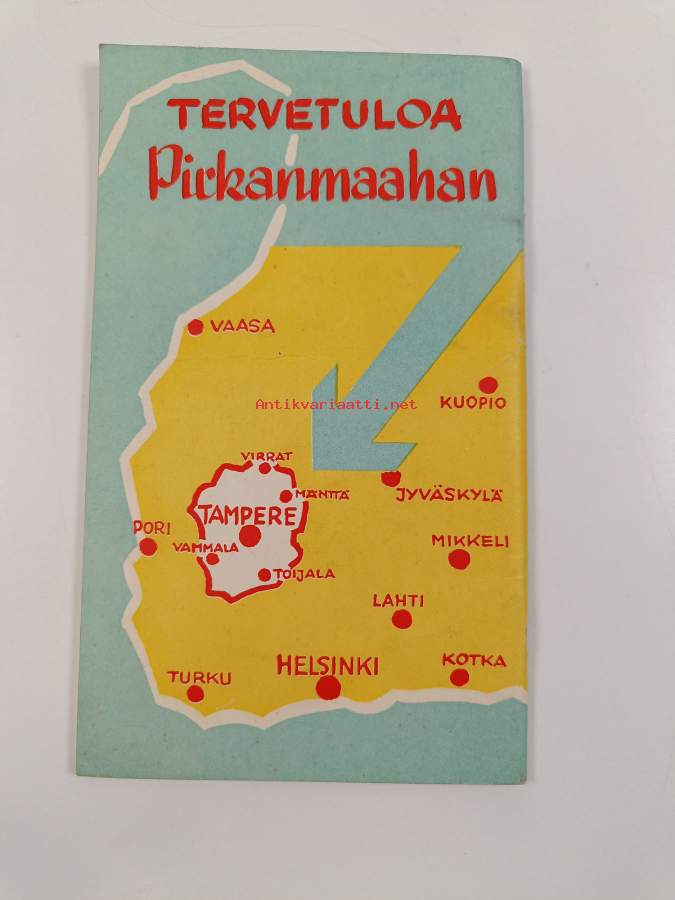 TERVETULOA
Pirkanmaahan
VAASA
KUOPIO
Antikvariaatti.net
VIRRAT
MÄNTTÄ
JYVÄSKYLÄ
TAMPERE
PORI
VAMMALA
MIKKELI
TOIJALA
LAHTI
HELSINKI
KOTKA
TURKU